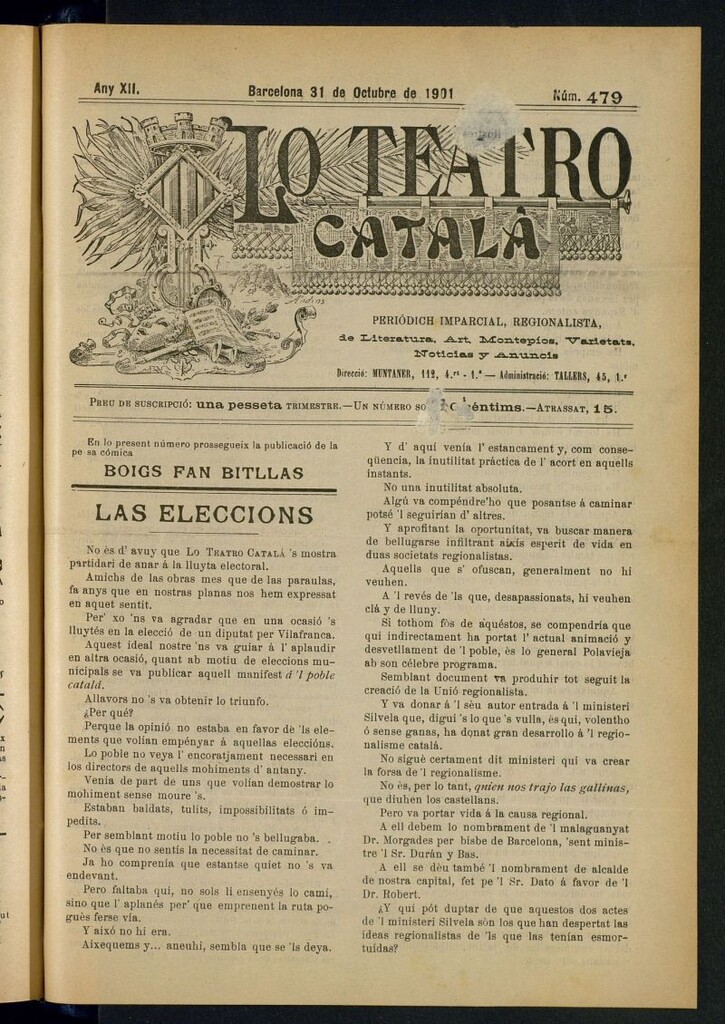 Any XII.
Barcelona 31 de Octubre de 1901
Núm. 479
LO TEATRO
CATALÀ
PERIÓDICH IMPARCIAL, REGIONALISTA,
de Literatura, Art, Montepíos, Varietats,
Noticias y Anuncis
Direcció: MUNTANER, 112, 4.rt - 1.ª — Administració: TALLERS, 45, 1.r
PREU DE SUSCRIPCIÓ: una pesseta TRIMESTRE.—UN NÚMERO céntims.—ATRASSAT, 15.
En lo present número prossegueix la publicació de la
pe sa cómica
BOIGS FAN BITLLAS
LAS ELECCIONS
No és d' avuy que LO TEATRO CATALÁ 's mostra
partidari de anar á la lluyta electoral.
Amichs de las obras mes que de las paraulas,
fa anys que en nostras planas nos hem expressat
en aquet sentit.
Per' xo 'ns va agradar que en una ocasió 's
lluytés en la elecció de un diputat per Vilafranca.
Aquest ideal nostre 'ns va guiar á l' aplaudir
en altra ocasió, quant ab motiu de eleccions mu-
nicipals se va publicar aquell manifest á 'l poble
català.
Allavors no 's va obtenir lo triunfo.
¿Per qué?
Perque la opinió no estaba en favor de 'ls ele-
ments que volían empényar á aquellas eleccións.
Lo poble no veya l' encoratjament necessari en
los directors de aquells mohiments d' antany.
Venía de part de uns que volían demostrar lo
mohiment sense moure 's.
Estaban baldats, tulits, impossibilitats ó im-
pedits.
Per semblant motiu lo poble no 's bellugaba.
No és que no sentis la necesitat de caminar.
Ja ho comprenía que estantse quiet no 's va
endevant.
Pero faltaba qui, no sols li ensenyés lo camí,
sino que l' aplanés per' que emprenent la ruta po-
gués ferse vía.
Y aixó no hi era.
Aixequems y... aneuhi, sembla que se 'ls deya.
Y d' aquí venía l' estancament y, com conse-
qüencia, la inutilitat práctica de l' acort en aquells
instants.
No una inutilitat absoluta.
Algú va compéndre'ho que posantse á caminar
potsé 'l seguirían d' altres.
Y aprofitant la oportunitat, va buscar manera
de bellugarse infiltrant aixís esperit de vida en
duas societats regionalistas.
Aquells que s' ofuscan, generalment no hi
veuhen.
A 'l revés de 'ls que, desapassionats, hi veuhen
clá y de lluny.
Si tothom fòs de aquéstos, se compendría que
qui indirectament ha portat l' actual animació y
desvetllament de 'l poble, és lo general Polavieja
ab son célebre programa.
Semblant document va produhir tot seguit la
creació de la Unió regionalista.
Y va donar á 'l séu autor entrada á 'l ministeri
Silvela que, digui 's lo que 's vulla, és qui, volentho
ó sense ganas, ha donat gran desarrollo á 'l regio-
nalisme catalá.
No sigué certament dit ministeri qui va crear
la forsa de 'l regionalisme.
No és, per lo tant, quien nos trajo las gallinas,
que diuhen los castellans.
Pero va portar vida á la causa regional.
A ell debem lo nombrament de 'l malaguanyat
Dr. Morgades per bisbe de Barcelona, 'sent minis-
tre 'l Sr. Durán y Bas.
A ell se déu també 'l nombrament de alcalde
de nostra capital, fet pe 'l Sr. Dato á favor de 'l
Dr. Robert.
¿Y qui pót duptar de que aquestos dos actes
de 'l ministeri Silvela són los que han despertat las
ideas regionalistas de 'ls que las tenían esmor-
tuidas?